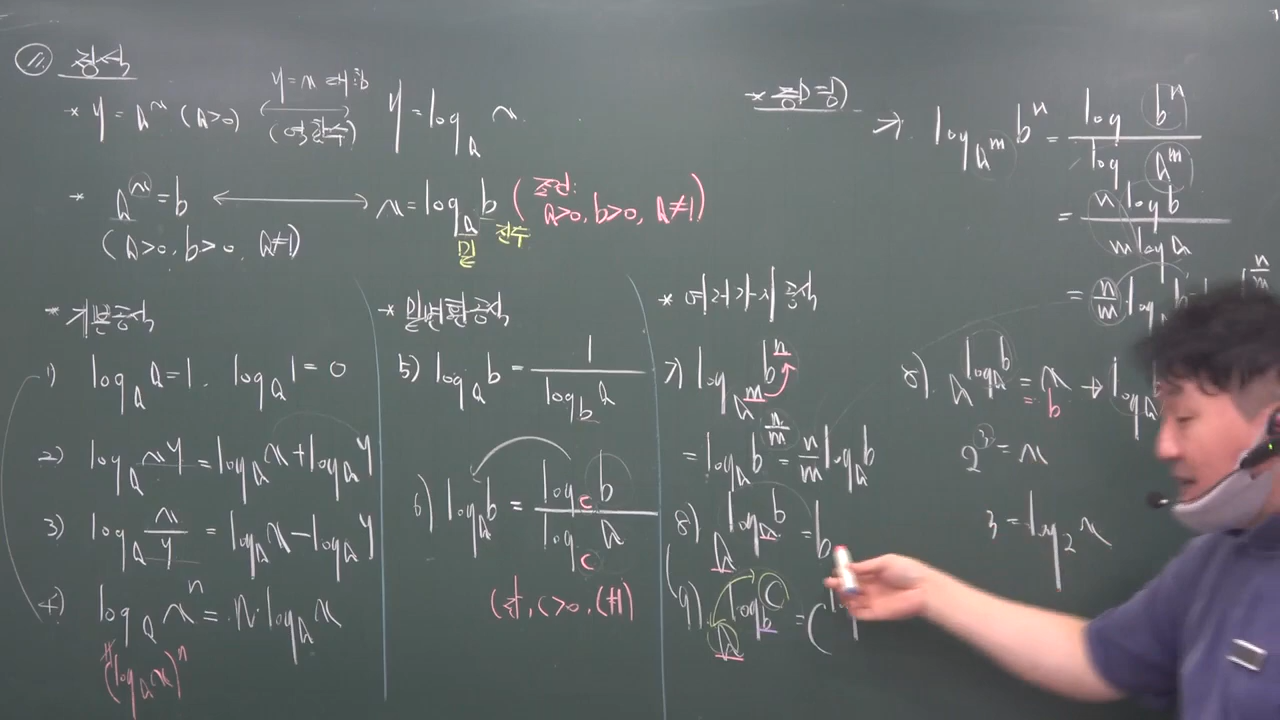 11. 정식
* y = a^x (a>0) y = x 대칭 (역함수) y = log_a x
* a^x = b ↔ x = log_a b (조건: a>0, b>0, a≠1)
(a>0, b>0, a≠1) 밑 진수
* 기본공식
1) log_a a = 1, log_a 1 = 0
2) log_a xy = log_a x + log_a y
3) log_a x/y = log_a x - log_a y
4) log_a x^n = n·log_a x
≠ (log_a x)^n
* 밑변환공식
5) log_a b = 1/log_b a
6) log_a b = log_c b / log_c a
(단, c>0, c≠1)
* 여러가지 공식
7) log_{a^m} b^n
= log_a b^{n/m} = n/m log_a b
8) a^{log_a b} = b
9) a^{log_b c} = c
* 증명)
7). log_{a^m} b^n = log b^n / log a^m
= n log b / m log a
= n/m · log_a b
8). a^{log_a b} = x → log_a
= b
2^3 = x
3 = log_2 x